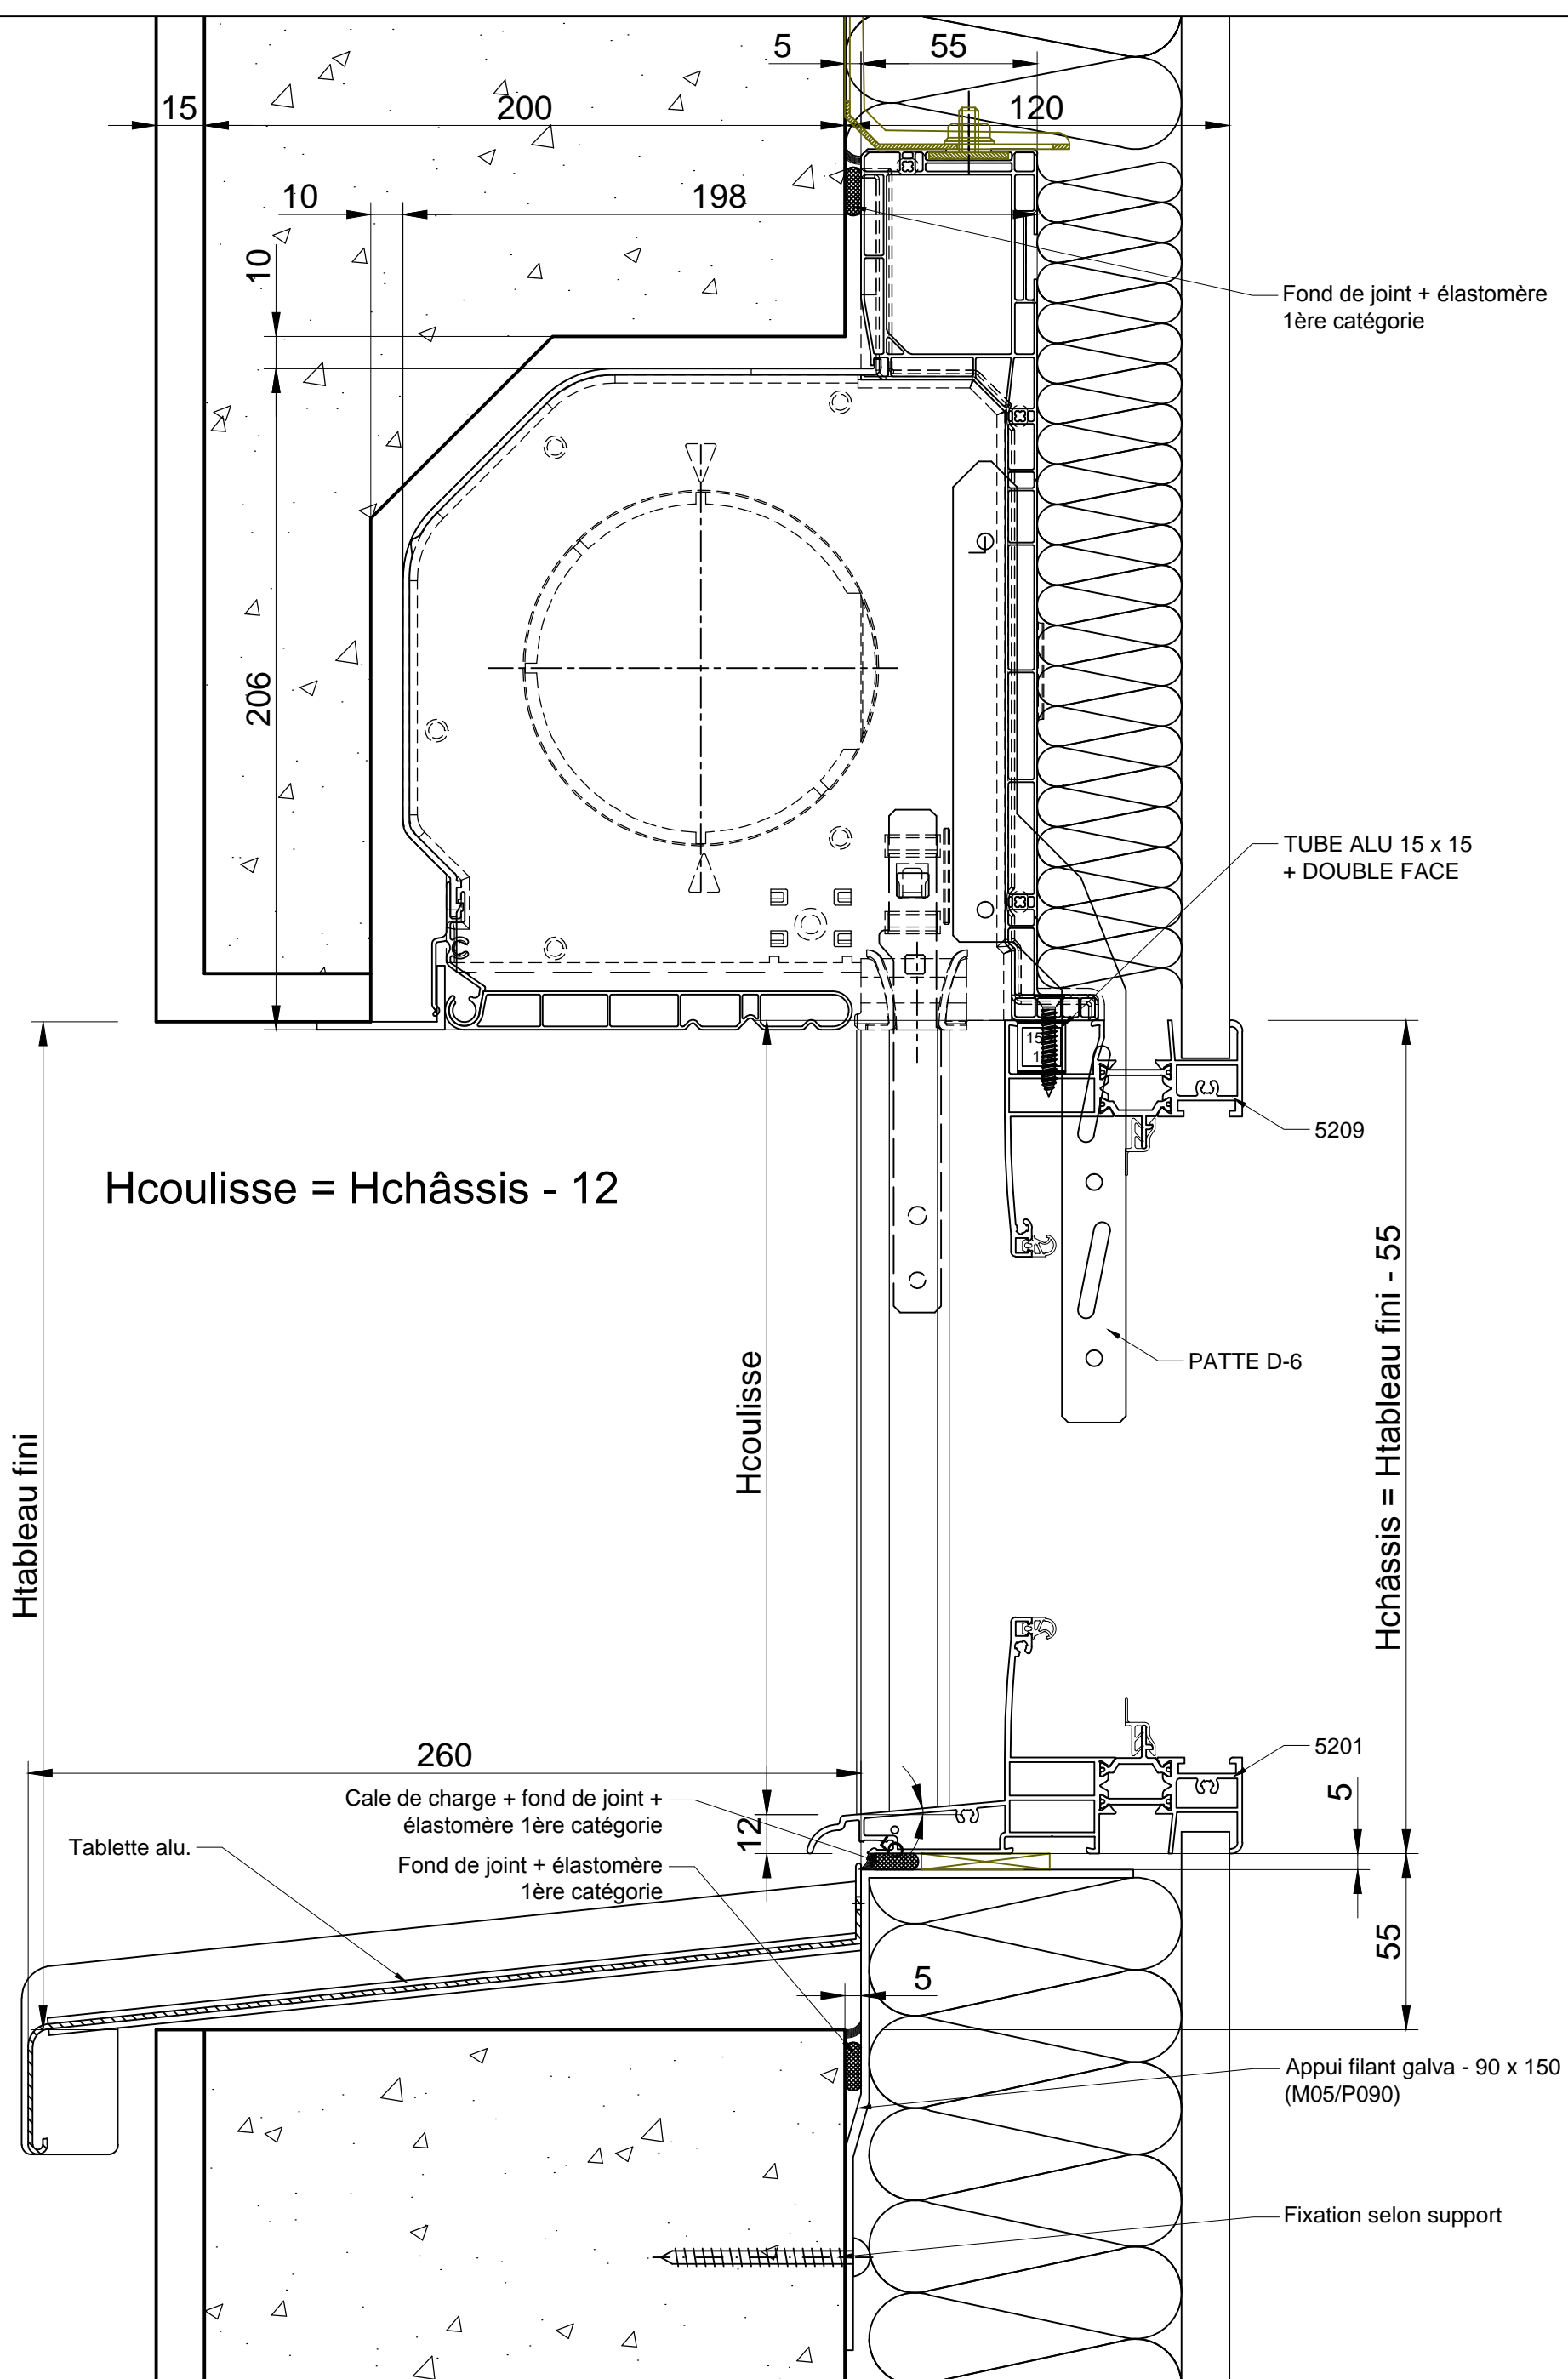 5
55
15
200
120
10
198
10
Fond de joint + élastomère
1ère catégorie
206
TUBE ALU 15 x 15
+ DOUBLE FACE
15
5209
Hcoulisse = Hchâssis - 12
PATTE D-6
Htableau fini
Hcoulisse
Hchâssis = Htableau fini - 55
260
5201
5
Cale de charge + fond de joint +
élastomère 1ère catégorie
12
Tablette alu.
Fond de joint + élastomère
1ère catégorie
55
5
Appui filant galva - 90 x 150
(M05/P090)
Fixation selon support